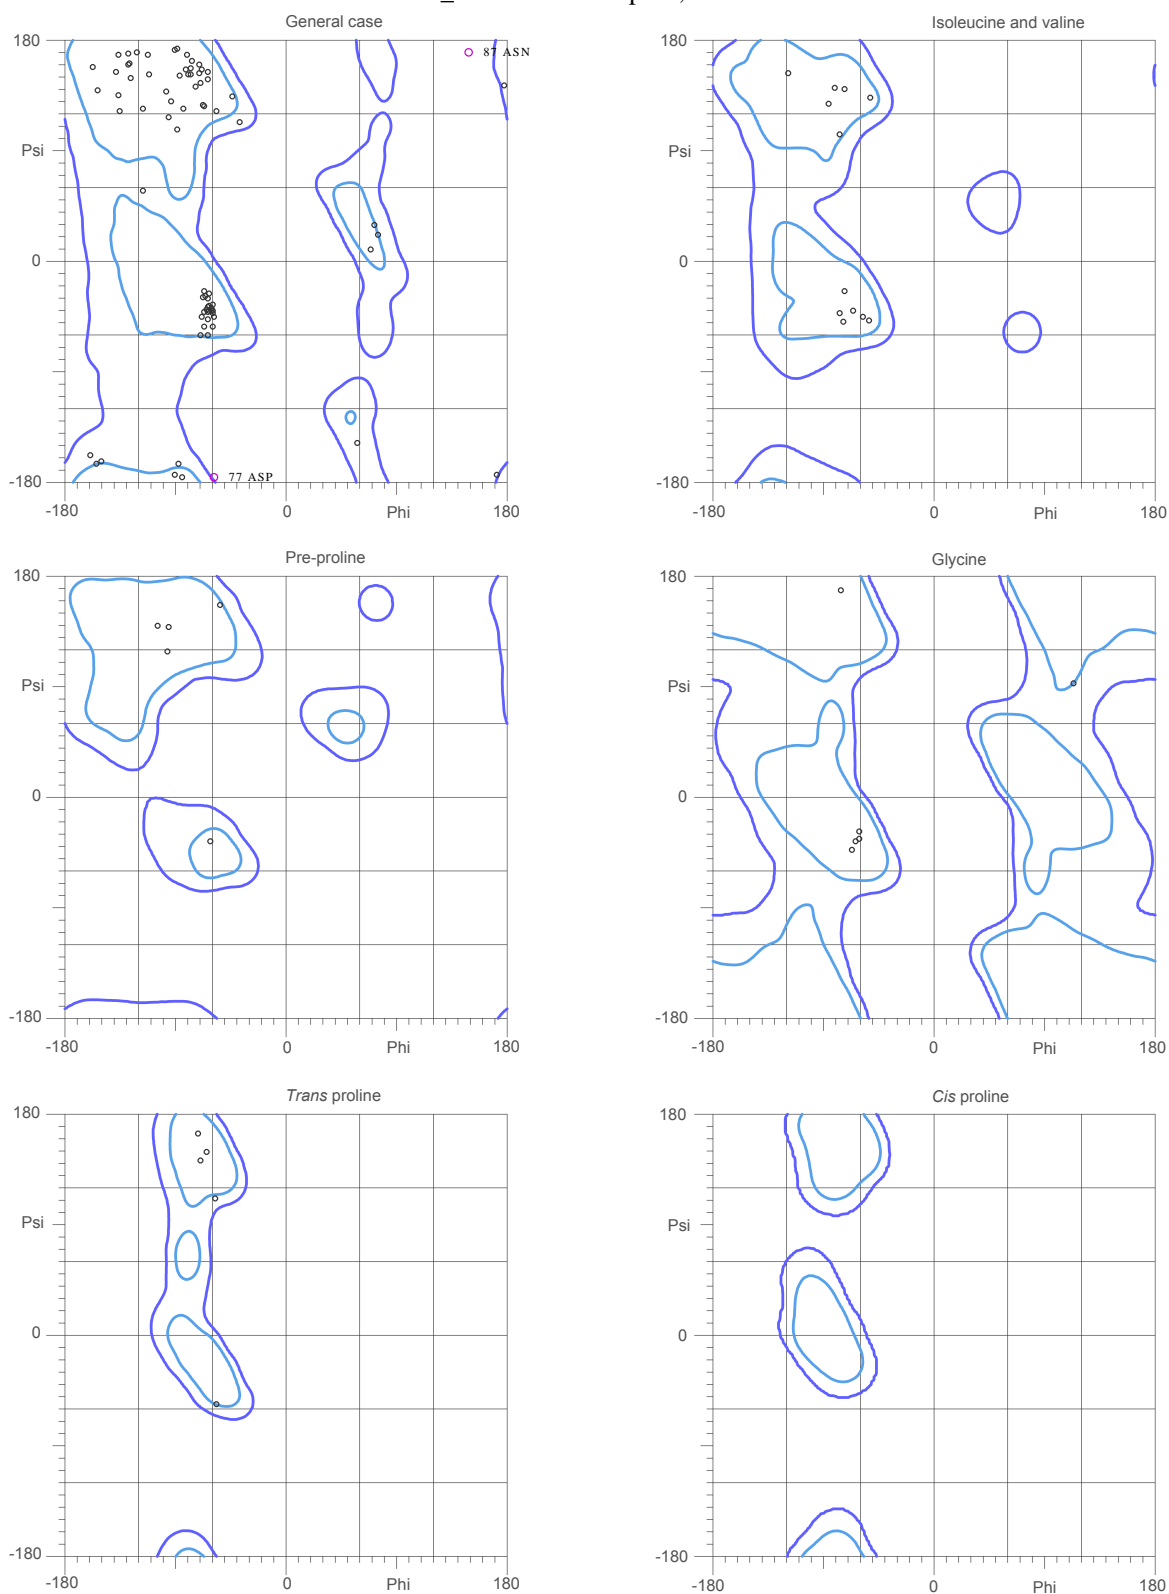 General case
Isoleucine and valine
180
87 ASN
180
Psi
Psi
0
0
77 ASP
-180
-180
-180
0
Phi
180
-180
0
Phi
180
Pre-proline
Glycine
180
180
Psi
Psi
0
0
-180
-180
-180
0
Phi
180
-180
0
Phi
180
Trans proline
Cis proline
180
180
Psi
Psi
0
0
-180
-180
-180
0
Phi
180
-180
0
Phi
180